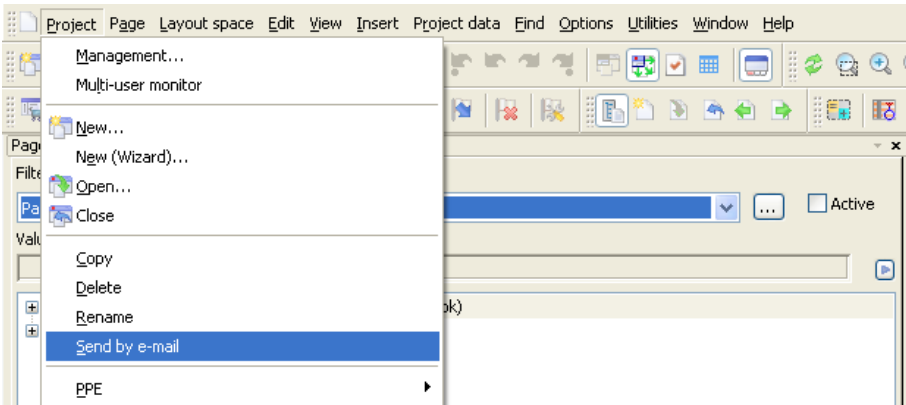 Project Page Layout space Edit View Insert Project data Find Options Utilities Window Help
Management...
Multi-user monitor
New...
New (Wizard)...
Open...
Close
Active
Copy
Delete
Rename
Send by e-mail
PPE